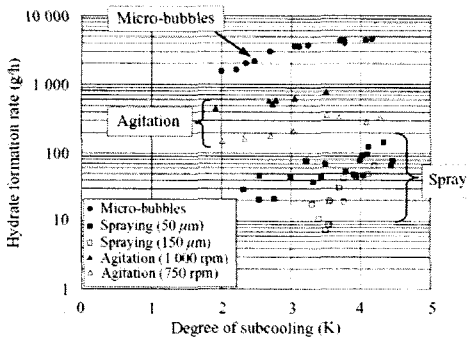 10 000
1 000
100
10
1
Hydrate formation rate (g/h)
Micro-bubbles
Agitation
Spray
Micro-bubbles
Spraying (50 μm)
Spraying (150 μm)
Agitation (1 000 rpm)
Agitation (750 rpm)
0 1 2 3 4 5
Degree of subcooling (K)